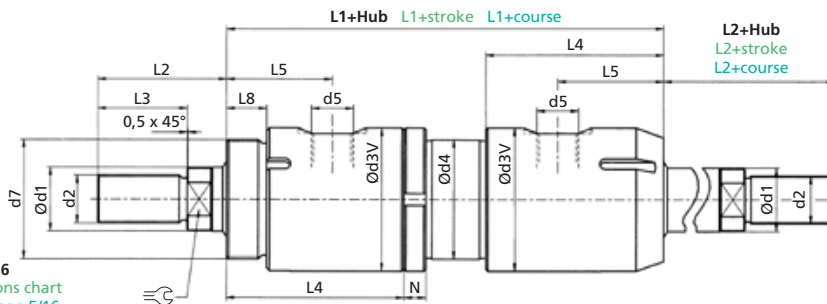 L1+Hub L1+stroke L1+course
L2+Hub
L2+stroke
L2+course
L4
L2
L5
L5
L3
L8
d5
d5
0,5 x 45°
d7
Ød1
d2
Ød3V
Ød4
Ød3V
Ød1
d2
L4
N
6
ons chart